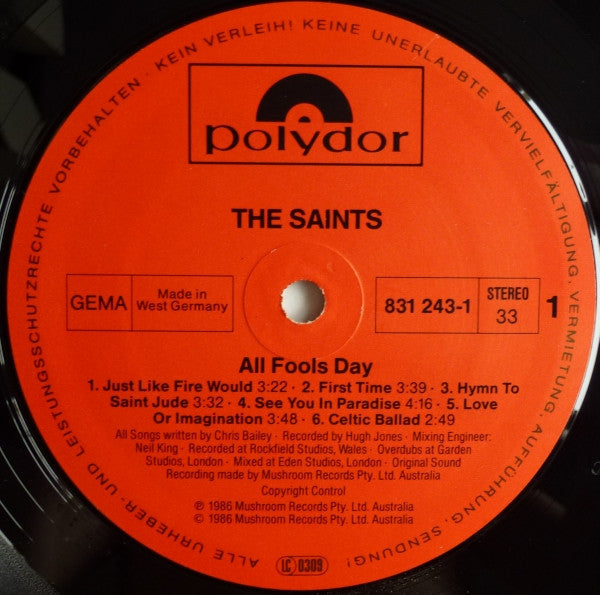 ALLE URHEBER- UND LEISTUNGSSCHUTZRECHTE VORBEHALTEN · KEIN VERLEIH! KEINE UNERLAUBTE VERVIELFÄLTIGUNG, VERMIETUNG, AUFFÜHRUNG, SENDUNG!
polydor
THE SAINTS
GEMA
Made in
West Germany
831 243-1
STEREO
33
1
All Fools Day
1. Just Like Fire Would 3:22 · 2. First Time 3:39 · 3. Hymn To
Saint Jude 3:32 · 4. See You In Paradise 4:16 · 5. Love
Or Imagination 3:48 · 6. Celtic Ballad 2:49
All Songs written by Chris Bailey · Recorded by Hugh Jones · Mixing Engineer:
Neil King · Recorded at Rockfield Studios, Wales · Overdubs at Garden
Studios, London · Mixed at Eden Studios, London · Original Sound
Recording made by Mushroom Records Pty. Ltd. Australia
Copyright Control
℗ 1986 Mushroom Records Pty. Ltd. Australia
© 1986 Mushroom Records Pty. Ltd. Australia
LC 0309